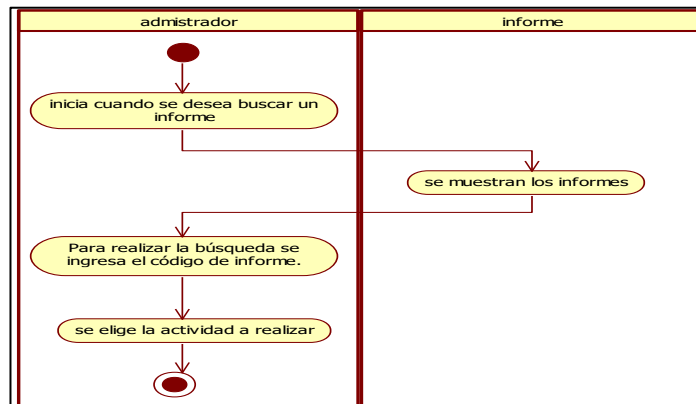 admistrador
informe
inicia cuando se desea buscar un
informe
se muestran los informes
Para realizar la búsqueda se
ingresa el código de informe.
se elige la actividad a realizar